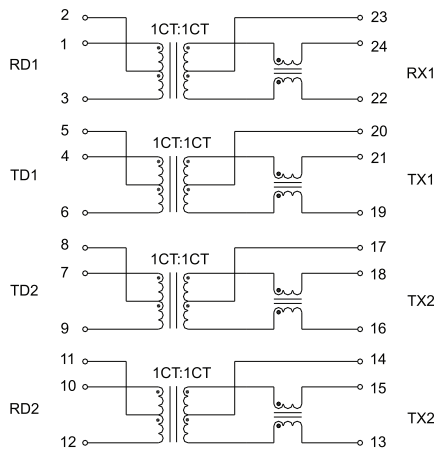 2 1CT:1CT 23
1 24
RD1 RX1
3 22
5 20
1CT:1CT
4 21
TD1 TX1
6 19
8 17
1CT:1CT
7 18
TD2 TX2
9 16
11 14
1CT:1CT
10 15
RD2 TX2
12 13